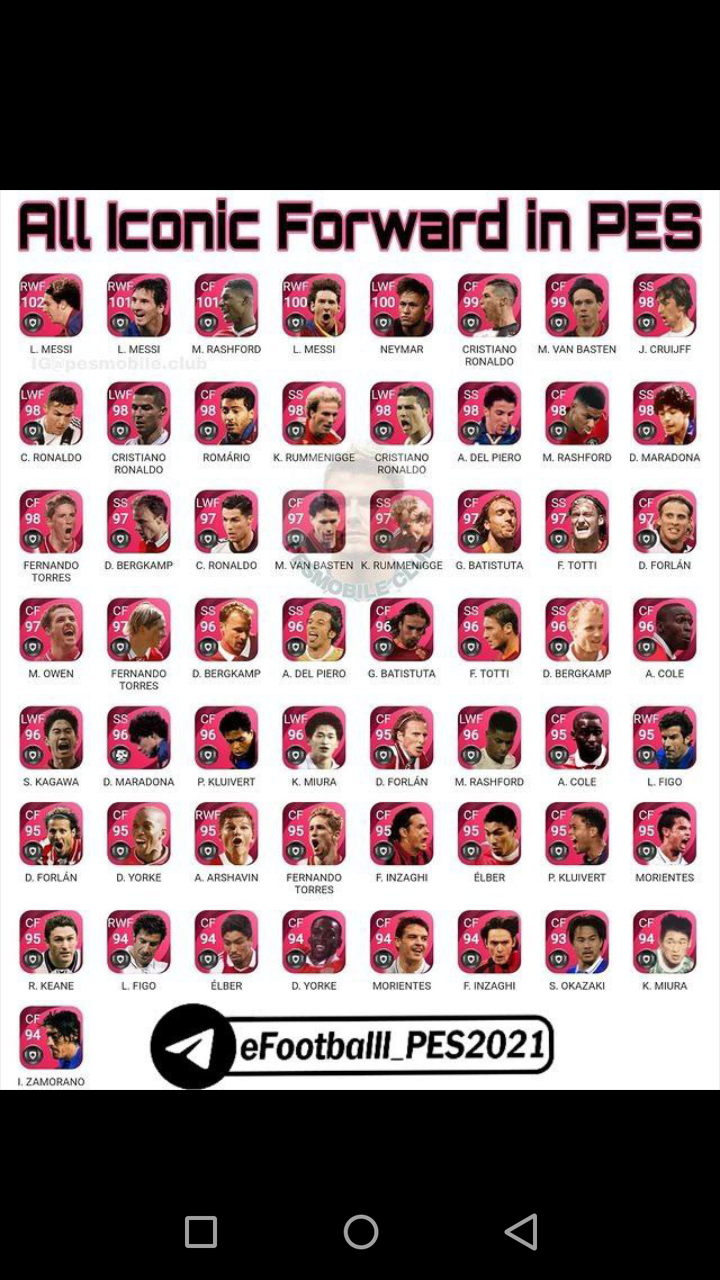 All Iconic Forward in PES
RWF 102 RWF 101 CF 101 RWF 100 LWF 100 CF 99 CF 99 SS 98
L. MESSI L. MESSI M. RASHFORD L. MESSI NEYMAR CRISTIANO RONALDO M. VAN BASTEN J. CRUIJFF
IG@pesmobile.club
LWF 98 LWF 98 CF 98 SS 98 LWF 98 SS 98 CF 98 SS 98
C. RONALDO CRISTIANO RONALDO ROMÁRIO K. RUMMENIGGE CRISTIANO RONALDO A. DEL PIERO M. RASHFORD D. MARADONA
CF 98 SS 97 LWF 97 CF 97 SS 97 CF 97 SS 97 CF 97
FERNANDO TORRES D. BERGKAMP C. RONALDO M. VAN BASTEN K. RUMMENIGGE G. BATISTUTA F. TOTTI D. FORLÁN
CF 97 CF 97 SS 96 SS 96 CF 96 SS 96 SS 96 CF 96
M. OWEN FERNANDO TORRES D. BERGKAMP A. DEL PIERO G. BATISTUTA F. TOTTI D. BERGKAMP A. COLE
LWF 96 SS 96 CF 96 LWF 96 CF 95 LWF 95 CF 95 RWF 95
S. KAGAWA D. MARADONA P. KLUIVERT K. MIURA D. FORLÁN M. RASHFORD A. COLE L. FIGO
CF 95 CF 95 RWF 95 CF 95 CF 95 CF 95 CF 95 CF 95
D. FORLÁN D. YORKE A. ARSHAVIN FERNANDO TORRES F. INZAGHI ÉLBER P. KLUIVERT MORIENTES
CF 95 RWF 94 CF 94 CF 94 CF 94 CF 94 CF 93 CF 94
R. KEANE L. FIGO ÉLBER D. YORKE MORIENTES F. INZAGHI S. OKAZAKI K. MIURA
CF 94
I. ZAMORANO
eFootballl_PES2021